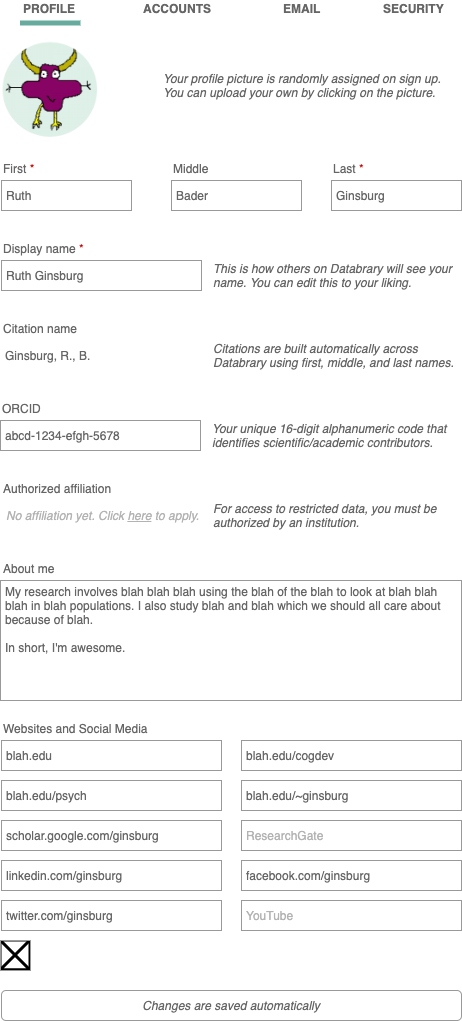 PROFILE ACCOUNTS EMAIL SECURITY
Your profile picture is randomly assigned on sign up.
You can upload your own by clicking on the picture.
First * Middle Last *
Ruth Bader Ginsburg
Display name *
Ruth Ginsburg
This is how others on Databrary will see your
name. You can edit this to your liking.
Citation name
Ginsburg, R., B.
Citations are built automatically across
Databrary using first, middle, and last names.
ORCID
abcd-1234-efgh-5678
Your unique 16-digit alphanumeric code that
identifies scientific/academic contributors.
Authorized affiliation
No affiliation yet. Click here to apply.
For access to restricted data, you must be
authorized by an institution.
About me
My research involves blah blah blah using the blah of the blah to look at blah blah
blah in blah populations. I also study blah and blah which we should all care about
because of blah.
In short, I'm awesome.
Websites and Social Media
blah.edu blah.edu/cogdev
blah.edu/psych blah.edu/~ginsburg
scholar.google.com/ginsburg ResearchGate
linkedin.com/ginsburg facebook.com/ginsburg
twitter.com/ginsburg YouTube
Changes are saved automatically